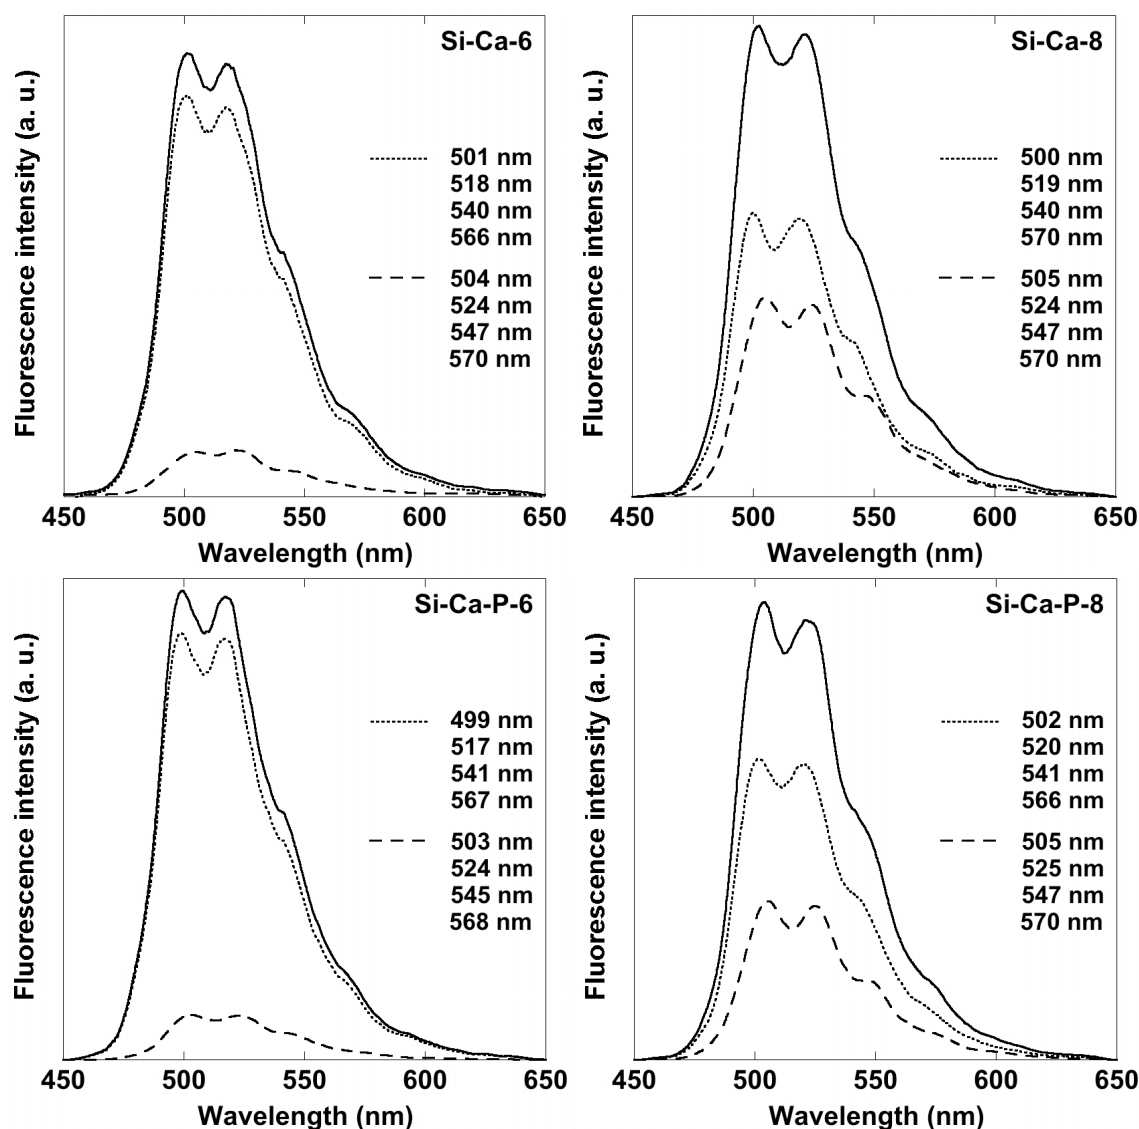 Si-Ca-6
Fluorescence intensity (a. u.)
501 nm
518 nm
540 nm
566 nm
504 nm
524 nm
547 nm
570 nm
450 500 550 600 650
Wavelength (nm)
Si-Ca-8
Fluorescence intensity (a. u.)
500 nm
519 nm
540 nm
570 nm
505 nm
524 nm
547 nm
570 nm
450 500 550 600 650
Wavelength (nm)
Si-Ca-P-6
Fluorescence intensity (a. u.)
499 nm
517 nm
541 nm
567 nm
503 nm
524 nm
545 nm
568 nm
450 500 550 600 650
Wavelength (nm)
Si-Ca-P-8
Fluorescence intensity (a. u.)
502 nm
520 nm
541 nm
566 nm
505 nm
525 nm
547 nm
570 nm
450 500 550 600 650
Wavelength (nm)